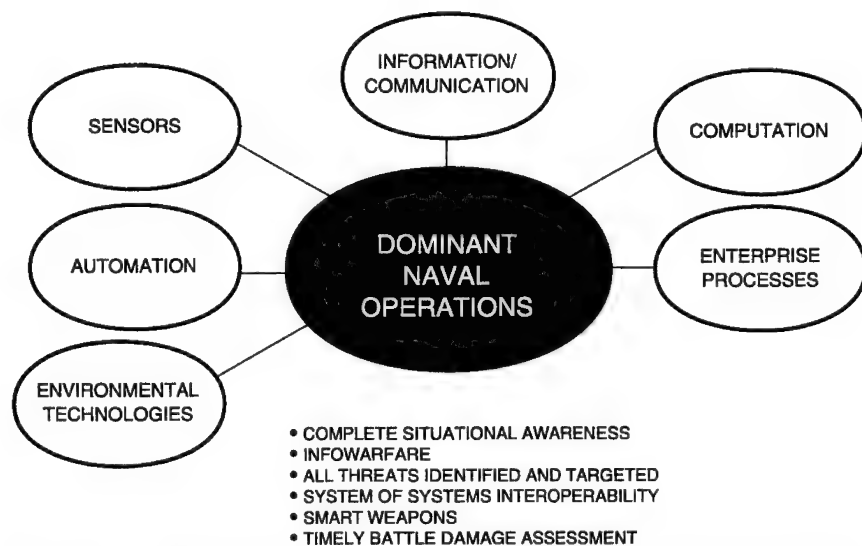 INFORMATION/
COMMUNICATION
SENSORS
COMPUTATION
DOMINANT
NAVAL
OPERATIONS
AUTOMATION
ENTERPRISE
PROCESSES
ENVIRONMENTAL
TECHNOLOGIES
• COMPLETE SITUATIONAL AWARENESS
• INFOWARFARE
• ALL THREATS IDENTIFIED AND TARGETED
• SYSTEM OF SYSTEMS INTEROPERABILITY
• SMART WEAPONS
• TIMELY BATTLE DAMAGE ASSESSMENT